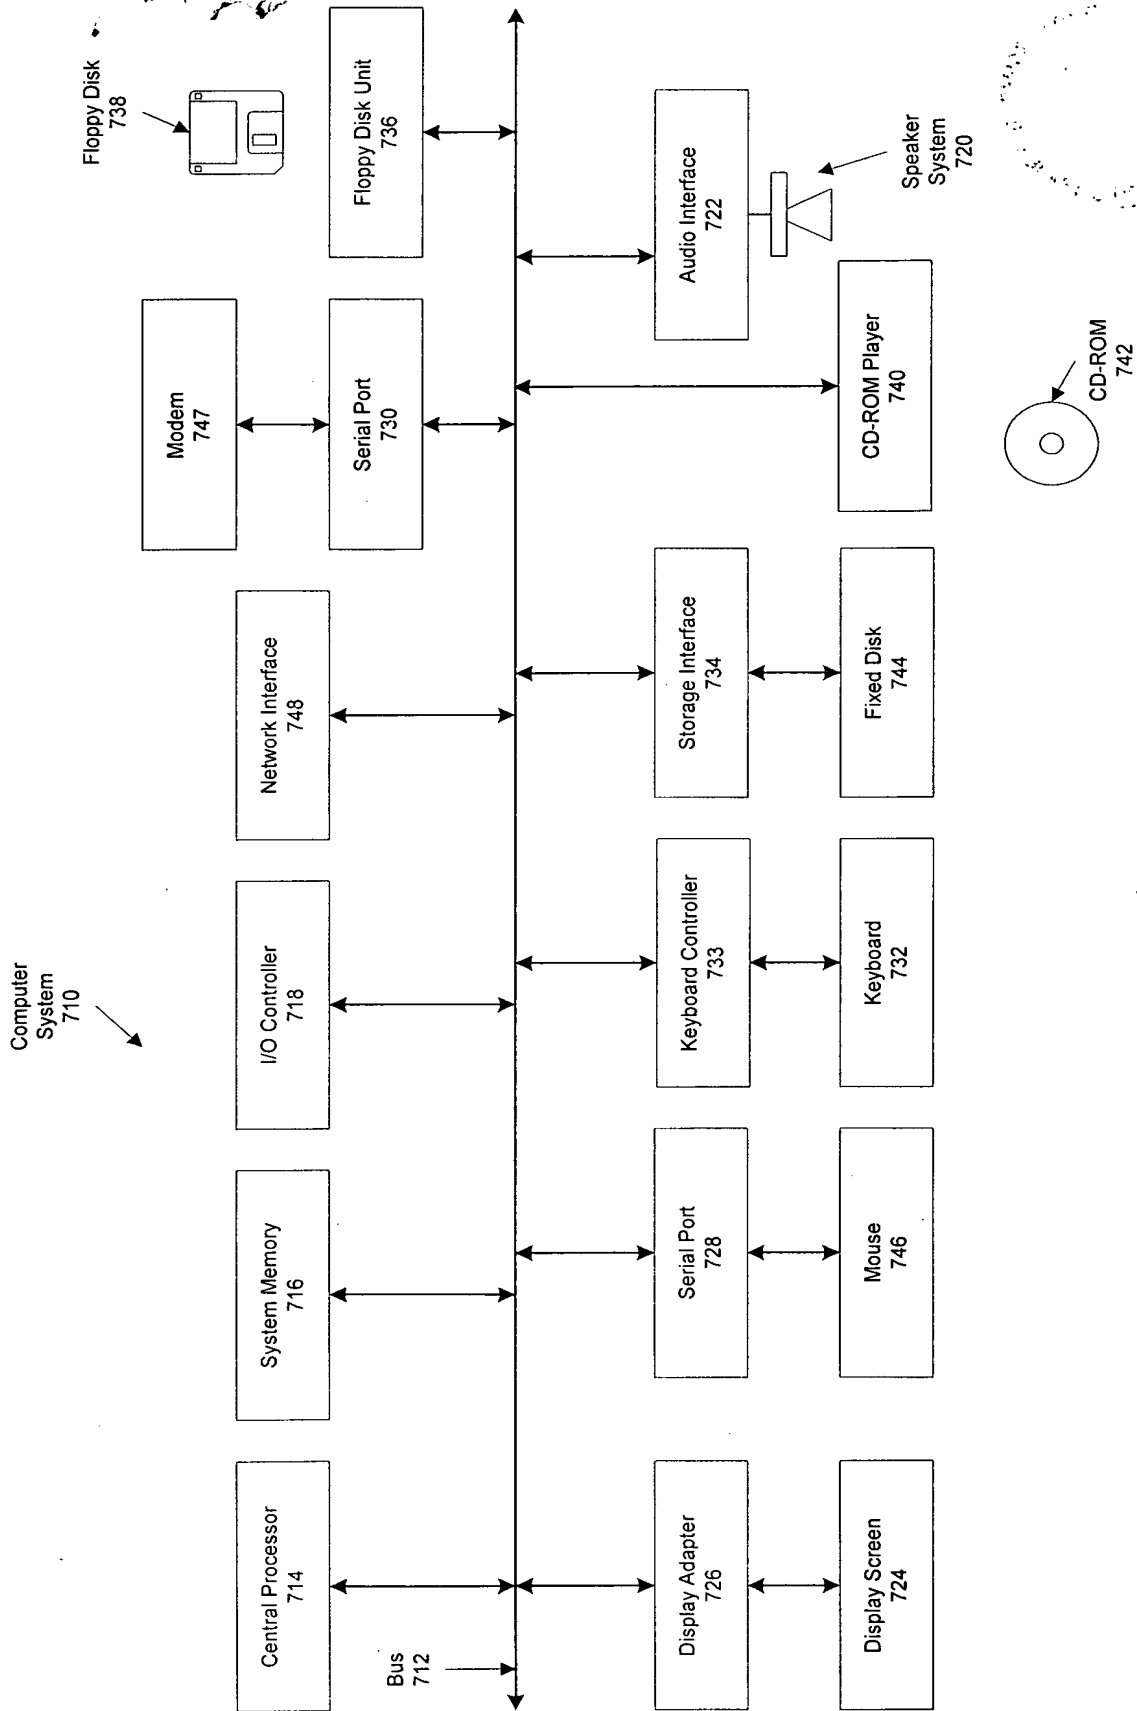 Computer
System
710
Floppy Disk
738
Modem
747
Central Processor
714
System Memory
716
I/O Controller
718
Network Interface
748
Serial Port
730
Floppy Disk Unit
736
Bus
712
Display Adapter
726
Serial Port
728
Keyboard Controller
733
Storage Interface
734
Audio Interface
722
Display Screen
724
Mouse
746
Keyboard
732
Fixed Disk
744
CD-ROM Player
740
Speaker
System
720
CD-ROM
742